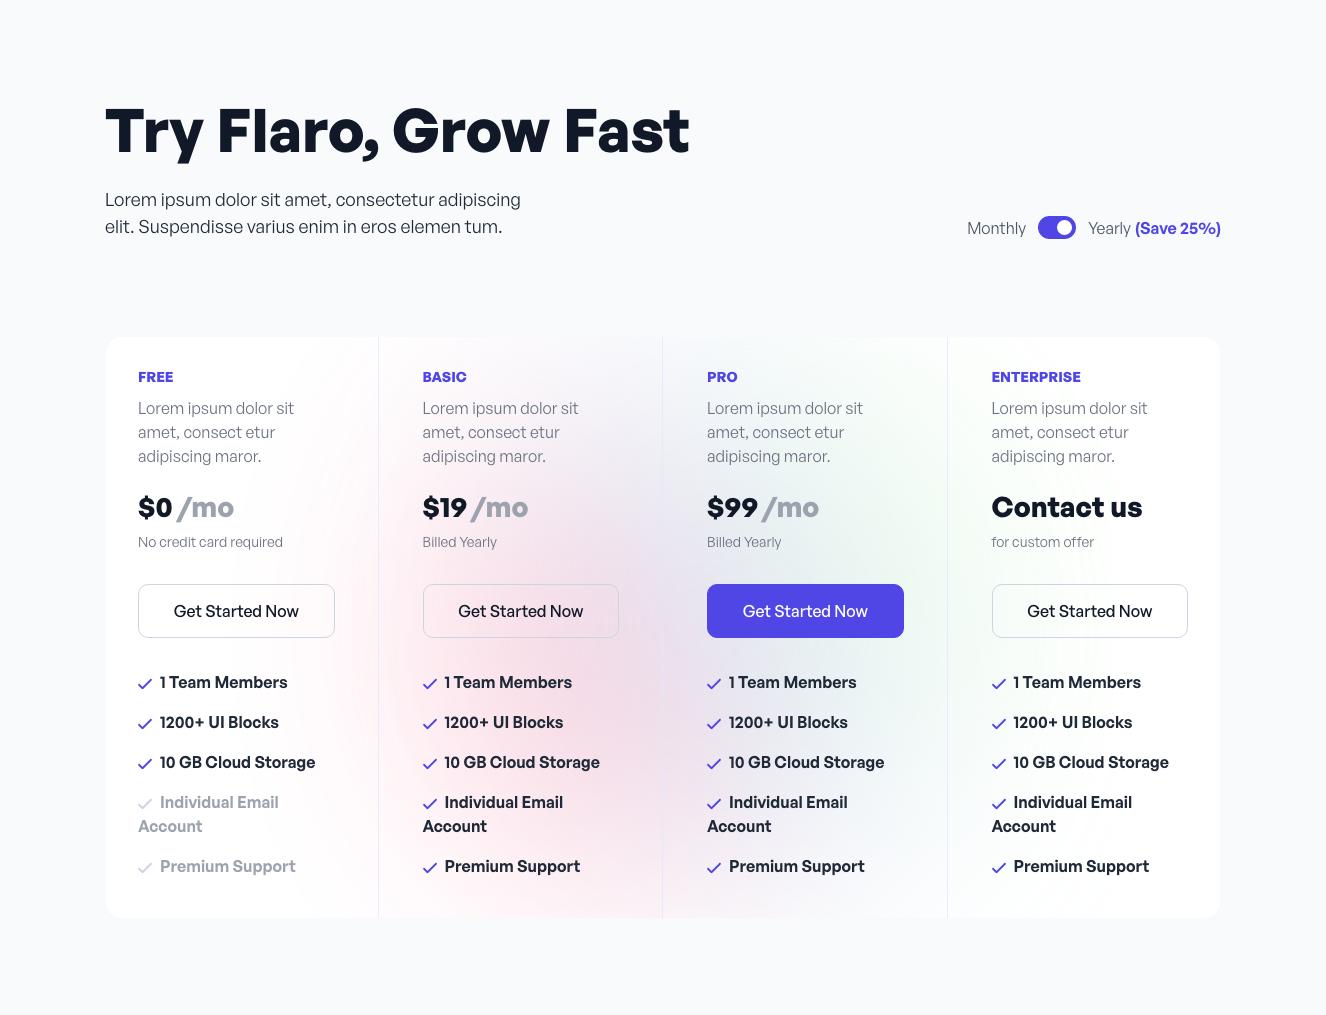 Try Flaro, Grow Fast
Lorem ipsum dolor sit amet, consectetur adipiscing
elit. Suspendisse varius enim in eros elemen tum.
Monthly Yearly (Save 25%)
FREE
Lorem ipsum dolor sit
amet, consect etur
adipiscing maror.
$0 /mo
No credit card required
Get Started Now
1 Team Members
1200+ UI Blocks
10 GB Cloud Storage
Individual Email
Account
Premium Support
BASIC
Lorem ipsum dolor sit
amet, consect etur
adipiscing maror.
$19 /mo
Billed Yearly
Get Started Now
1 Team Members
1200+ UI Blocks
10 GB Cloud Storage
Individual Email
Account
Premium Support
PRO
Lorem ipsum dolor sit
amet, consect etur
adipiscing maror.
$99 /mo
Billed Yearly
Get Started Now
1 Team Members
1200+ UI Blocks
10 GB Cloud Storage
Individual Email
Account
Premium Support
ENTERPRISE
Lorem ipsum dolor sit
amet, consect etur
adipiscing maror.
Contact us
for custom offer
Get Started Now
1 Team Members
1200+ UI Blocks
10 GB Cloud Storage
Individual Email
Account
Premium Support